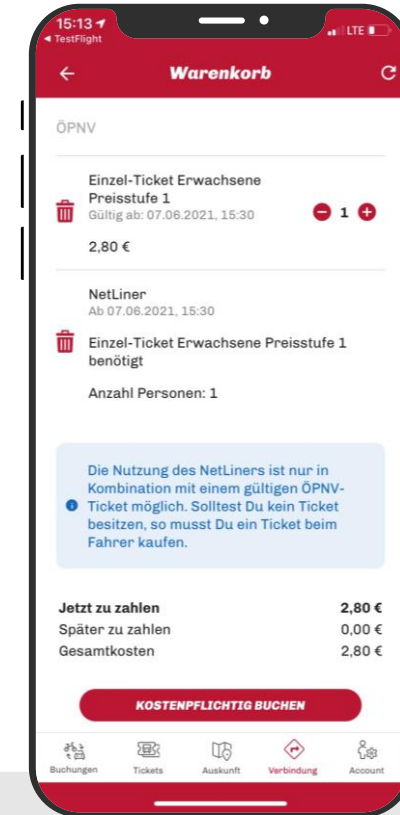 15:13
◀ TestFlight
LTE
Warenkorb
ÖPNV
Einzel-Ticket Erwachsene
Preisstufe 1
Gültig ab: 07.06.2021, 15:30
1
2,80 €
NetLiner
Ab 07.06.2021, 15:30
Einzel-Ticket Erwachsene Preisstufe 1
benötigt
Anzahl Personen: 1
Die Nutzung des NetLiners ist nur in
Kombination mit einem gültigen ÖPNV-
Ticket möglich. Solltest Du kein Ticket
besitzen, so musst Du ein Ticket beim
Fahrer kaufen.
Jetzt zu zahlen 2,80 €
Später zu zahlen 0,00 €
Gesamtkosten 2,80 €
KOSTENPFLICHTIG BUCHEN
Buchungen Tickets Auskunft Verbindung Account